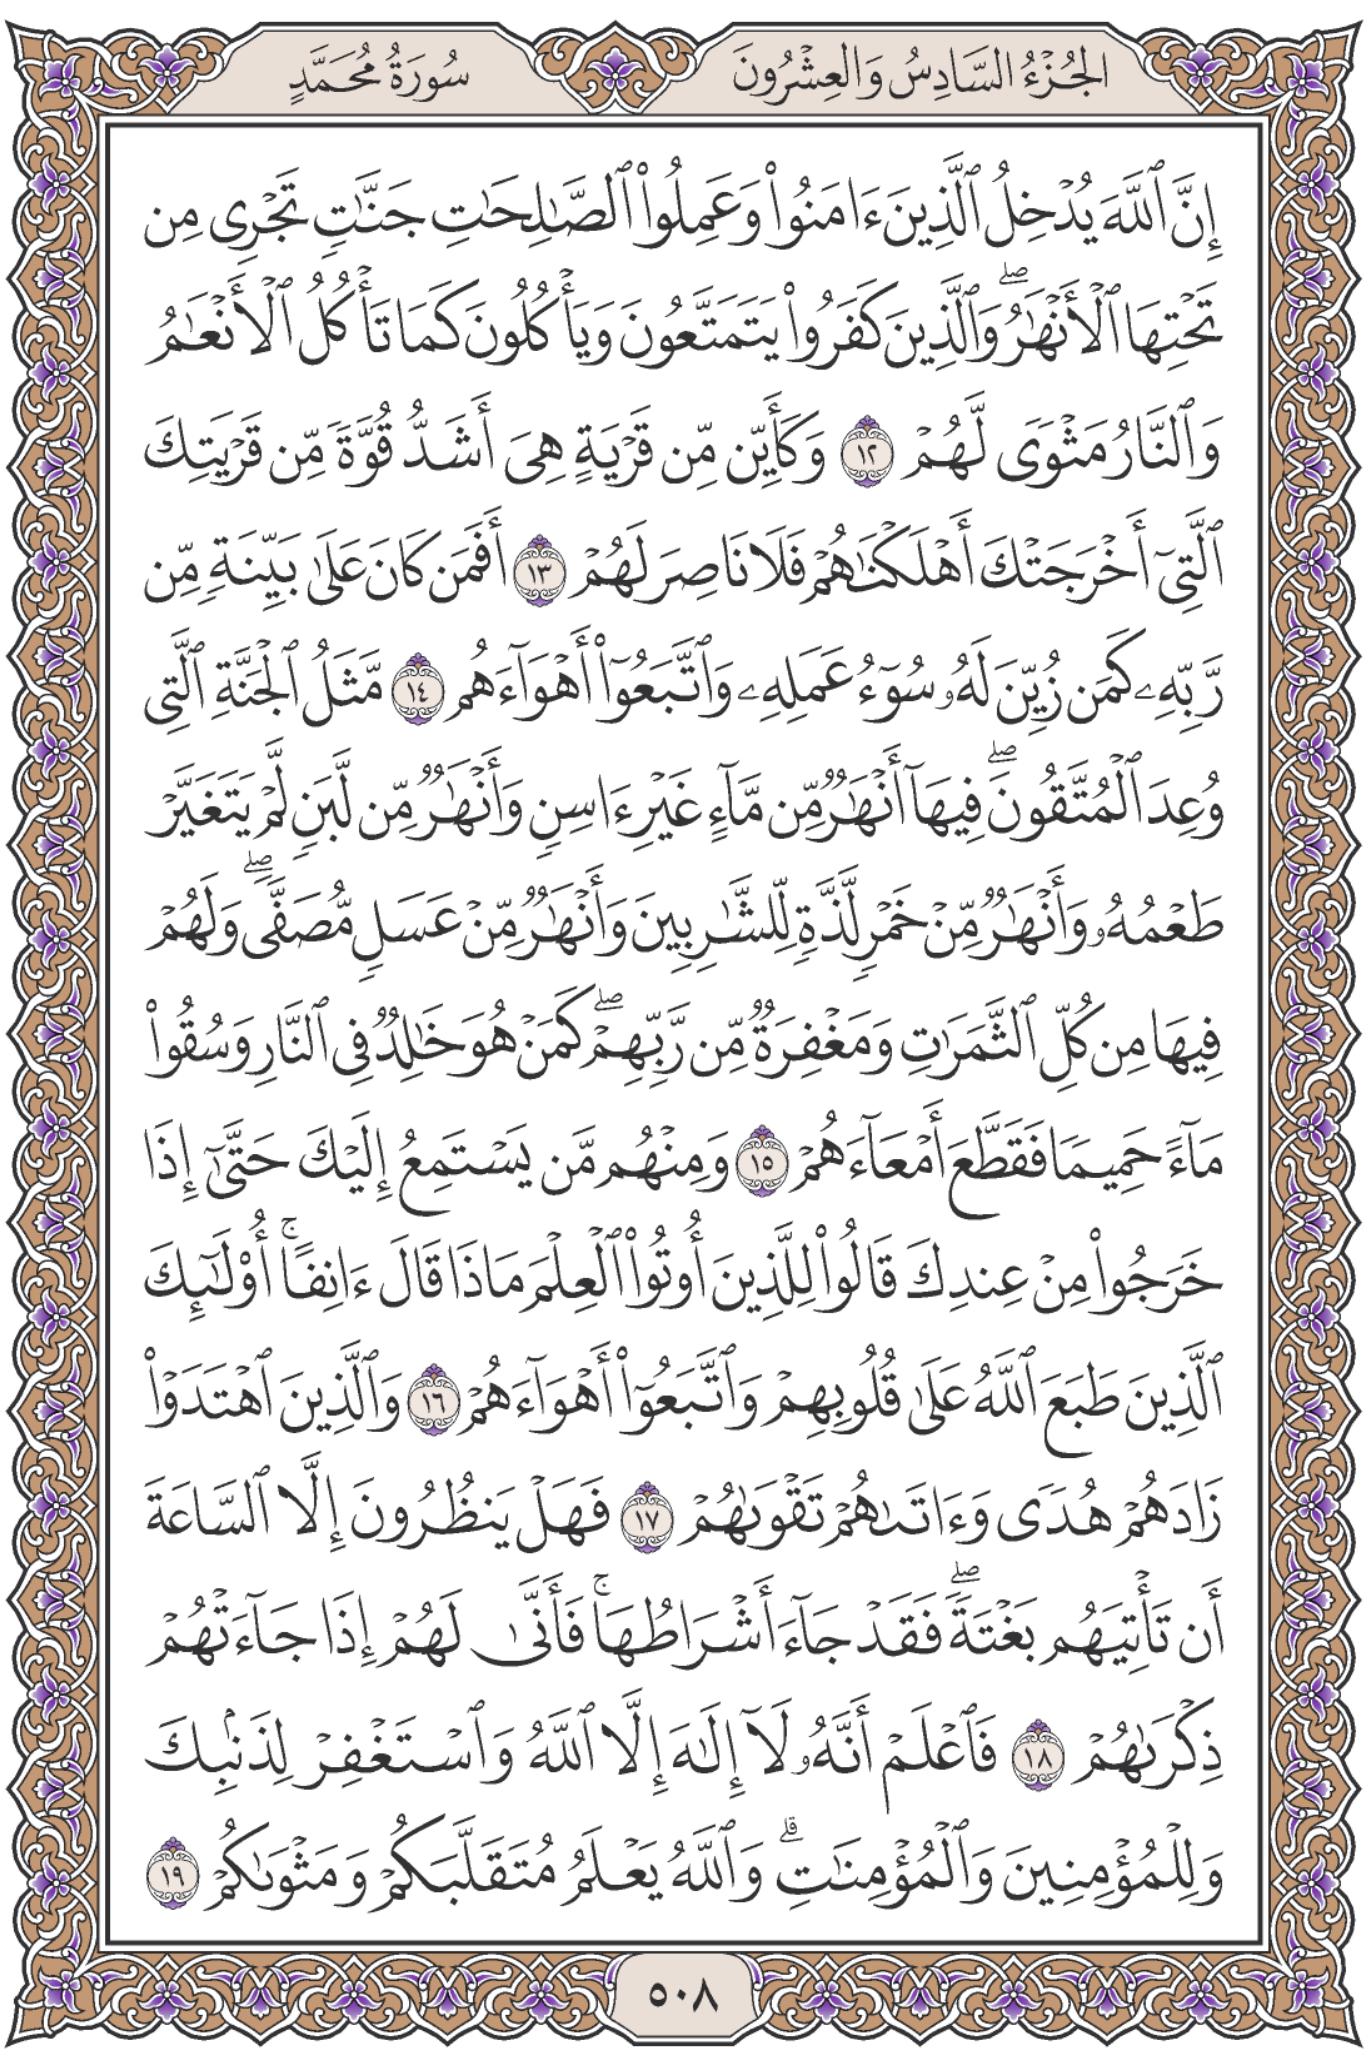 الجُزْءُ السَّادِسُ وَالعِشْرُونَ
سُورَةُ مُحَمَّدٍ
إِنَّ ٱللَّهَ يُدْخِلُ ٱلَّذِينَ ءَامَنُوا۟ وَعَمِلُوا۟ ٱلصَّـٰلِحَـٰتِ جَنَّـٰتٍ تَجْرِى مِن
تَحْتِهَا ٱلْأَنْهَـٰرُ ۖ وَٱلَّذِينَ كَفَرُوا۟ يَتَمَتَّعُونَ وَيَأْكُلُونَ كَمَا تَأْكُلُ ٱلْأَنْعَـٰمُ
وَٱلنَّارُ مَثْوًى لَّهُمْ ١٢ وَكَأَيِّن مِّن قَرْيَةٍ هِىَ أَشَدُّ قُوَّةً مِّن قَرْيَتِكَ
ٱلَّتِىٓ أَخْرَجَتْكَ أَهْلَكْنَـٰهُمْ فَلَا نَاصِرَ لَهُمْ ١٣ أَفَمَن كَانَ عَلَىٰ بَيِّنَةٍ مِّن
رَّبِّهِۦ كَمَن زُيِّنَ لَهُۥ سُوٓءُ عَمَلِهِۦ وَٱتَّبَعُوٓا۟ أَهْوَآءَهُم ١٤ مَّثَلُ ٱلْجَنَّةِ ٱلَّتِى
وُعِدَ ٱلْمُتَّقُونَ ۖ فِيهَآ أَنْهَـٰرٌ مِّن مَّآءٍ غَيْرِ ءَاسِنٍ وَأَنْهَـٰرٌ مِّن لَّبَنٍ لَّمْ يَتَغَيَّرْ
طَعْمُهُۥ وَأَنْهَـٰرٌ مِّنْ خَمْرٍ لَّذَّةٍ لِّلشَّـٰرِبِينَ وَأَنْهَـٰرٌ مِّنْ عَسَلٍ مُّصَفًّى ۖ وَلَهُمْ
فِيهَا مِن كُلِّ ٱلثَّمَرَٰتِ وَمَغْفِرَةٌ مِّن رَّبِّهِمْ ۖ كَمَنْ هُوَ خَـٰلِدٌ فِى ٱلنَّارِ وَسُقُوا۟
مَآءً حَمِيمًا فَقَطَّعَ أَمْعَآءَهُمْ ١٥ وَمِنْهُم مَّن يَسْتَمِعُ إِلَيْكَ حَتَّىٰٓ إِذَا
خَرَجُوا۟ مِنْ عِندِكَ قَالُوا۟ لِلَّذِينَ أُوتُوا۟ ٱلْعِلْمَ مَاذَا قَالَ ءَانِفًا ۚ أُو۟لَـٰٓئِكَ
ٱلَّذِينَ طَبَعَ ٱللَّهُ عَلَىٰ قُلُوبِهِمْ وَٱتَّبَعُوٓا۟ أَهْوَآءَهُمْ ١٦ وَٱلَّذِينَ ٱهْتَدَوْا۟
زَادَهُمْ هُدًى وَءَاتَىٰهُمْ تَقْوَىٰهُمْ ١٧ فَهَلْ يَنظُرُونَ إِلَّا ٱلسَّاعَةَ
أَن تَأْتِيَهُم بَغْتَةً ۖ فَقَدْ جَآءَ أَشْرَاطُهَا ۚ فَأَنَّىٰ لَهُمْ إِذَا جَآءَتْهُمْ
ذِكْرَىٰهُمْ ١٨ فَٱعْلَمْ أَنَّهُۥ لَآ إِلَـٰهَ إِلَّا ٱللَّهُ وَٱسْتَغْفِرْ لِذَنۢبِكَ
وَلِلْمُؤْمِنِينَ وَٱلْمُؤْمِنَـٰتِ ۗ وَٱللَّهُ يَعْلَمُ مُتَقَلَّبَكُمْ وَمَثْوَىٰكُمْ ١٩
٥٠٨